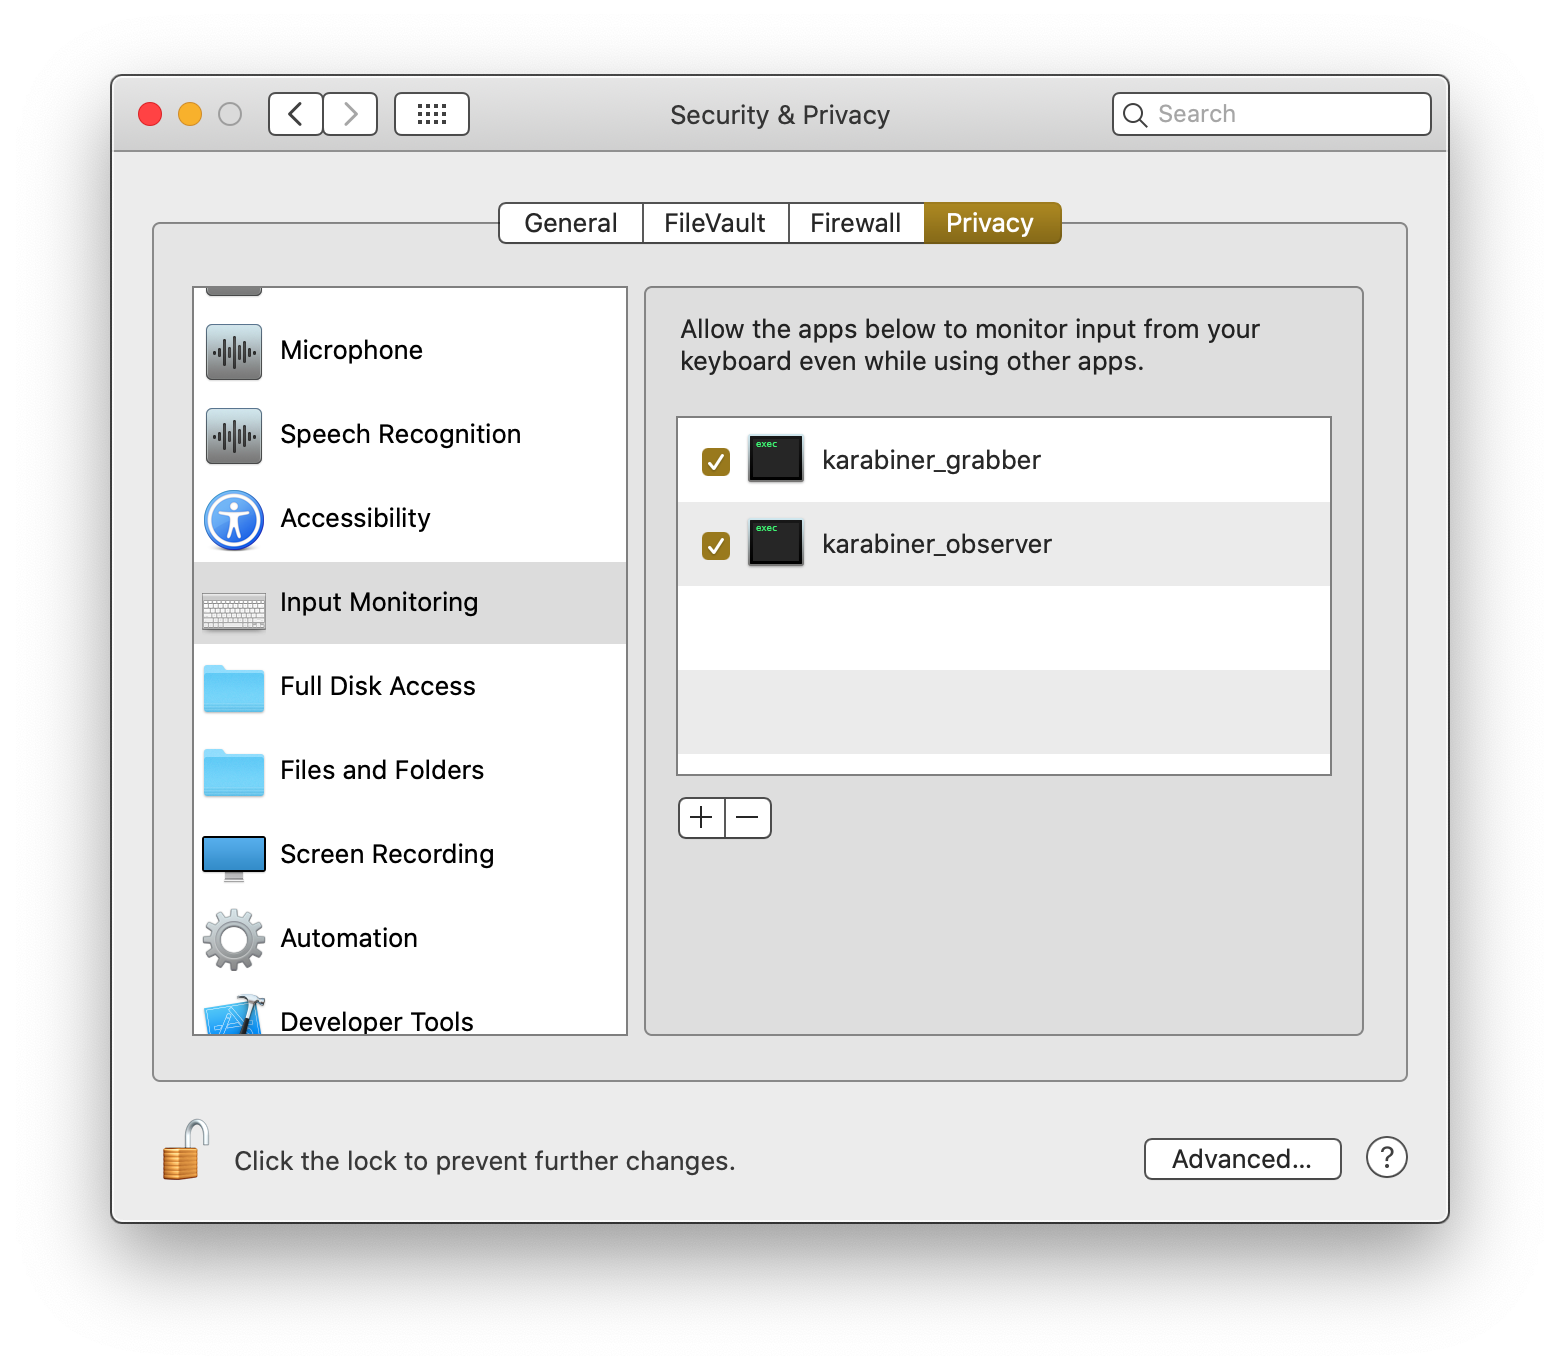 Security & Privacy
Search
General
FileVault
Firewall
Privacy
Microphone
Speech Recognition
Accessibility
Input Monitoring
Full Disk Access
Files and Folders
Screen Recording
Automation
Developer Tools
Allow the apps below to monitor input from your
keyboard even while using other apps.
exec
karabiner_grabber
exec
karabiner_observer
Click the lock to prevent further changes.
Advanced...
?